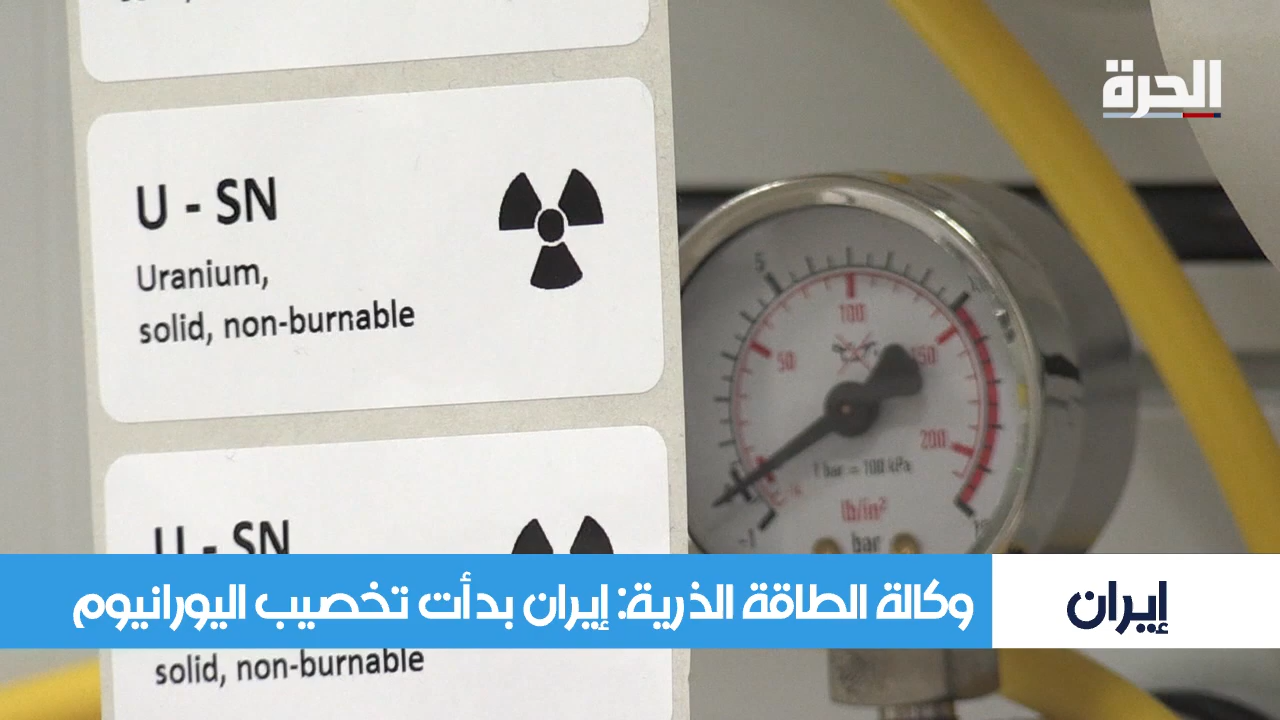 الحرة
U - SN
Uranium,
solid, non-burnable
5
50
100
150
200
1 bar = 100 kPa
lb/in²
bar
-1
U - SN
إيران
وكالة الطاقة الذرية: إيران بدأت تخصيب اليورانيوم
solid, non-burnable